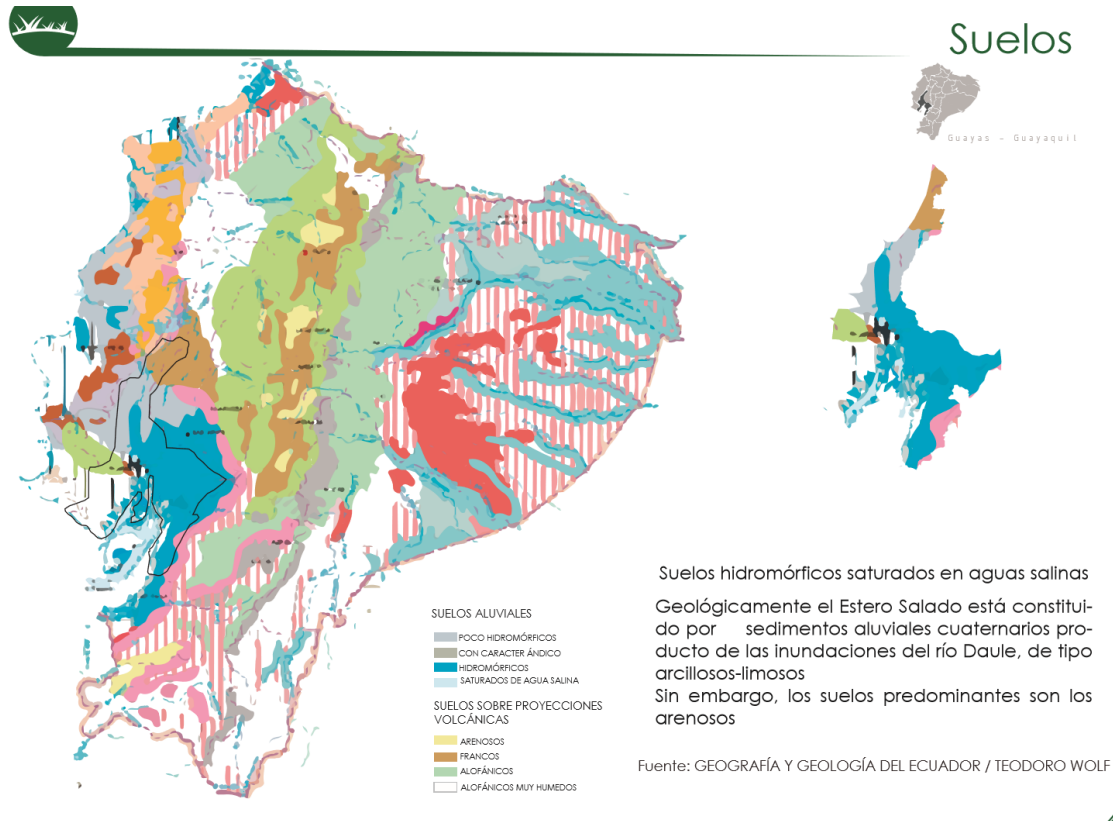 Suelos
Guayas - Guayaquil
Suelos hidromórficos saturados en aguas salinas
Geológicamente el Estero Salado está constitui-
do por sedimentos aluviales cuaternarios pro-
ducto de las inundaciones del río Daule, de tipo
arcillosos-limosos
Sin embargo, los suelos predominantes son los
arenosos
SUELOS ALUVIALES
POCO HIDROMÓRFICOS
CON CARACTER ÁNDICO
HIDROMÓRFICOS
SATURADOS DE AGUA SALINA
SUELOS SOBRE PROYECCIONES
VOLCÁNICAS
ARENOSOS
FRANCOS
ALOFÁNICOS
ALOFÁNICOS MUY HUMEDOS
Fuente: GEOGRAFÍA Y GEOLOGÍA DEL ECUADOR / TEODORO WOLF